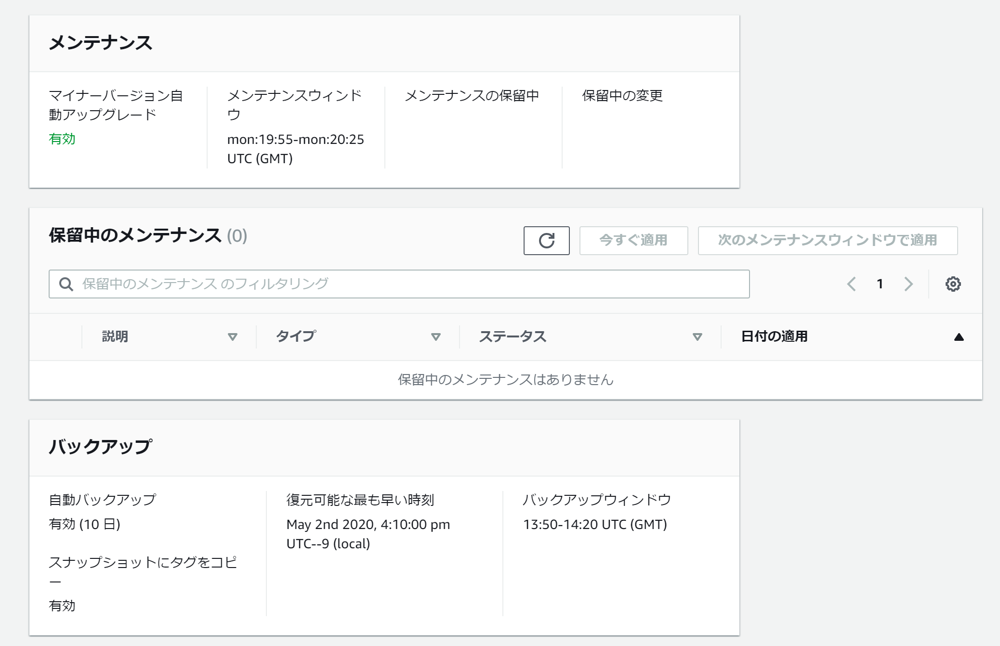 メンテナンス
マイナーバージョン自
動アップグレード
有効
メンテナンスウィンド
ウ
mon:19:55-mon:20:25
UTC (GMT)
メンテナンスの保留中
保留中の変更
保留中のメンテナンス (0)
今すぐ適用
次のメンテナンスウィンドウで適用
保留中のメンテナンス のフィルタリング
1
説明
タイプ
ステータス
日付の適用
保留中のメンテナンスはありません
バックアップ
自動バックアップ
有効 (10 日)
スナップショットにタグをコピ
ー
有効
復元可能な最も早い時刻
May 2nd 2020, 4:10:00 pm
UTC--9 (local)
バックアップウィンドウ
13:50-14:20 UTC (GMT)